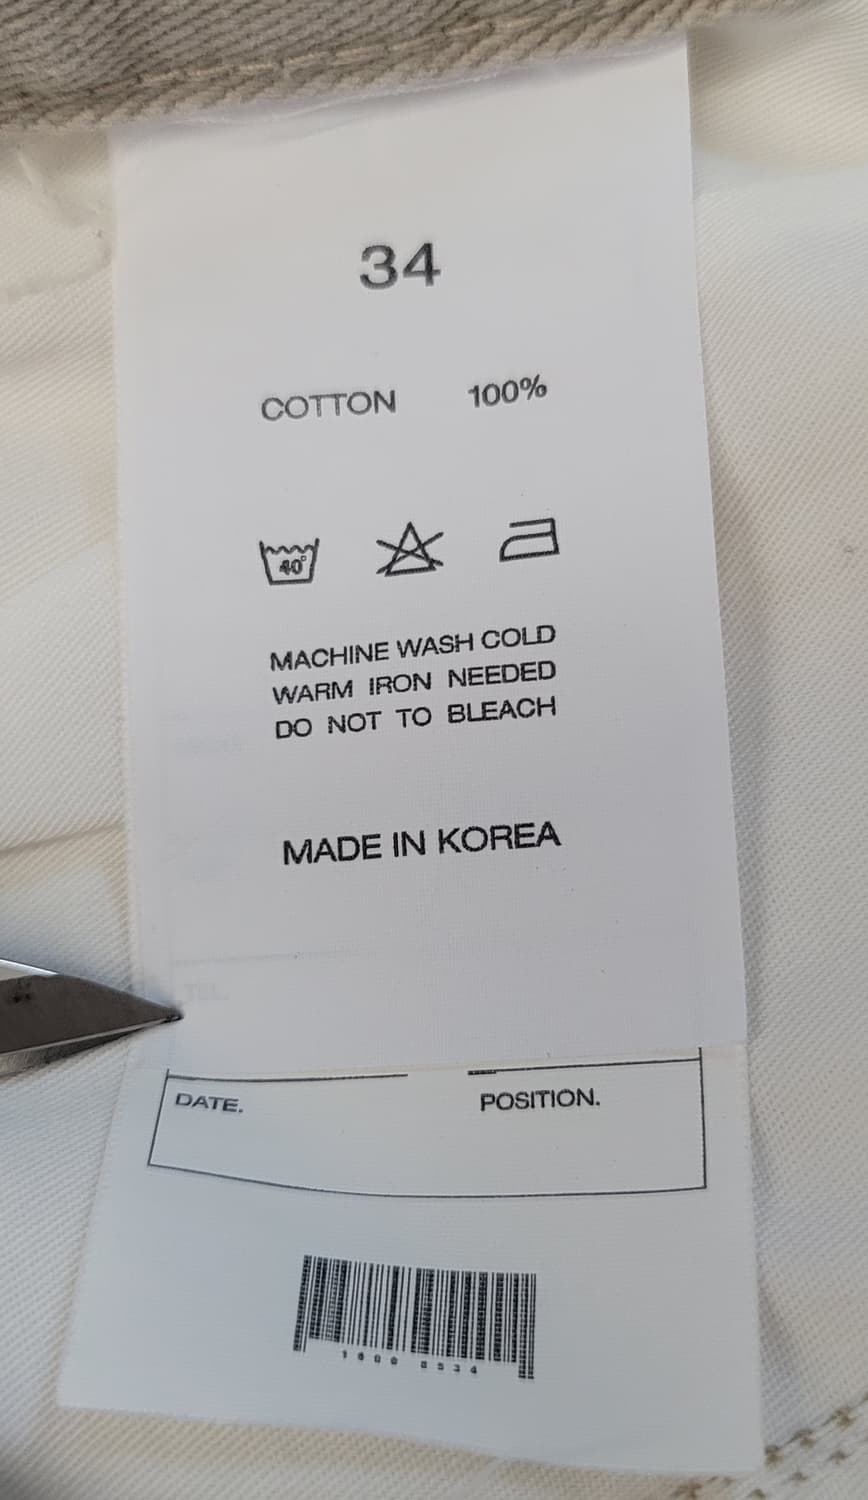 34
COTTON 100%
40°
MACHINE WASH COLD
WARM IRON NEEDED
DO NOT TO BLEACH
MADE IN KOREA
TEL.
DATE. POSITION.